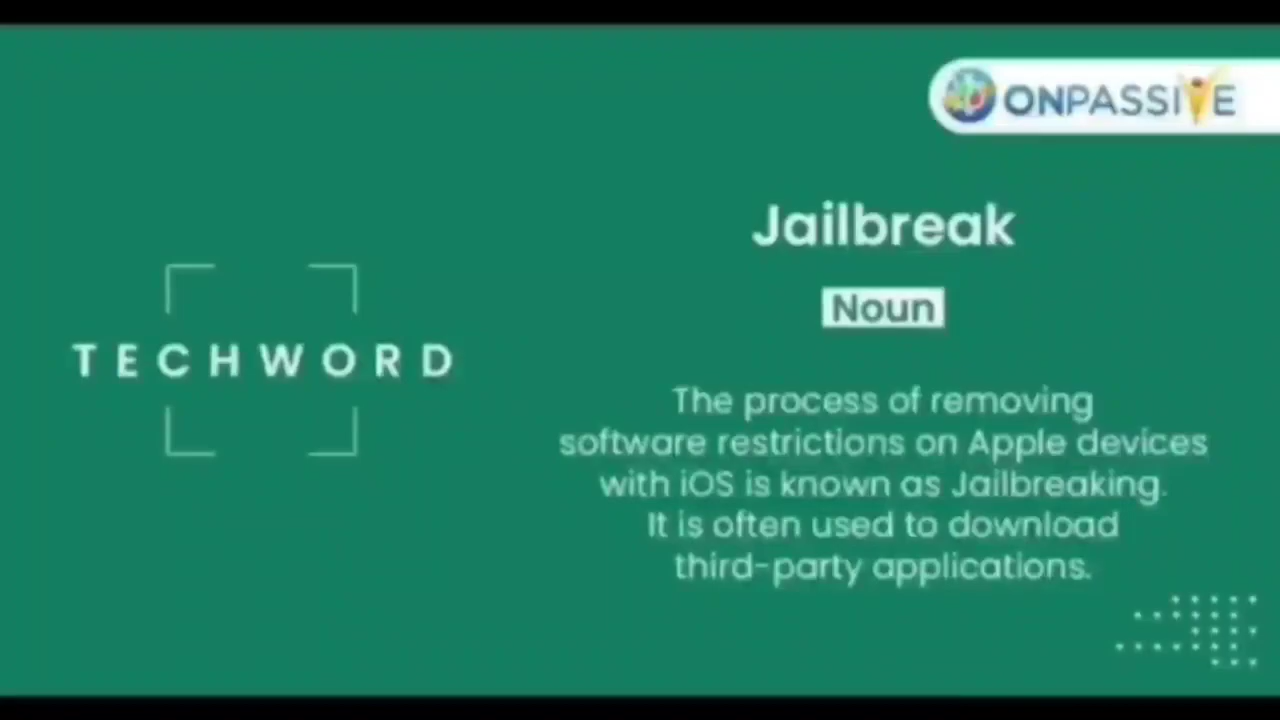 ONPASSIVE
Jailbreak
Noun
TECHWORD
The process of removing
software restrictions on Apple devices
with iOS is known as Jailbreaking.
It is often used to download
third-party applications.